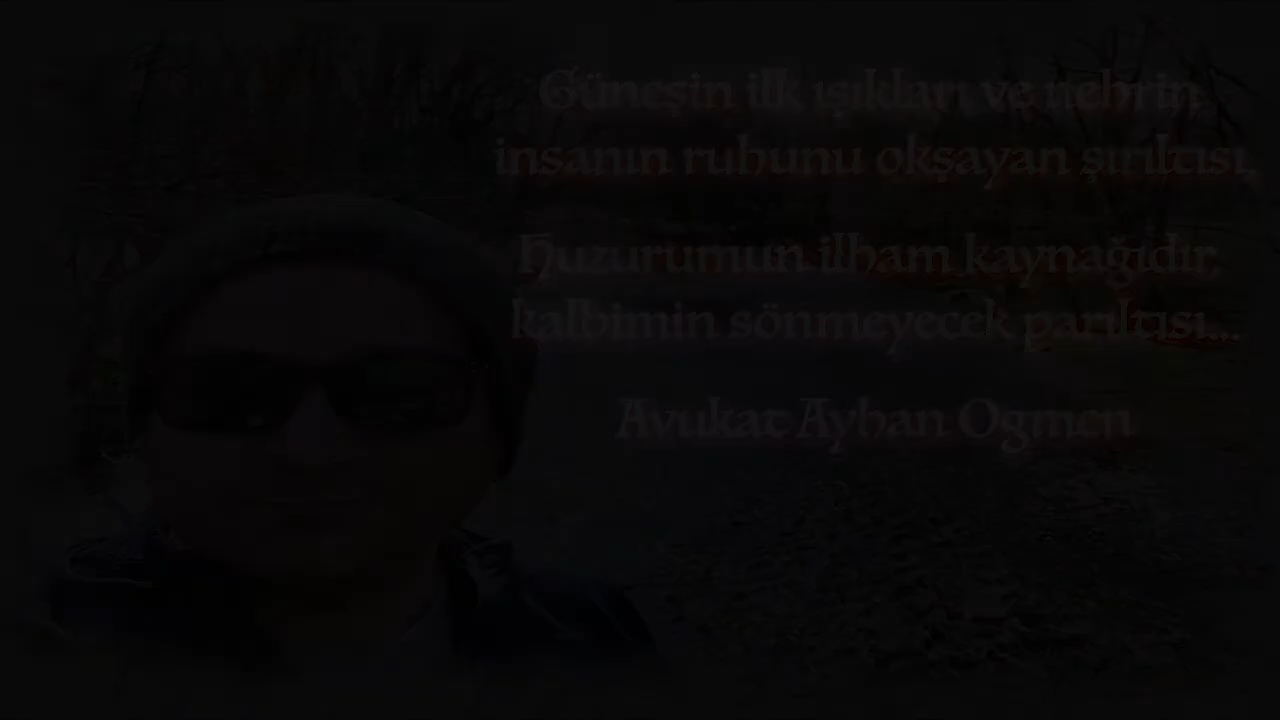 Güneşin ilk ışıkları ve nehrin
insanın ruhunu okşayan şırıltısı,
Huzurumun ilham kaynağıdır,
kalbimin sönmeyecek parıltısı...
Avukat Ayhan Ogmen